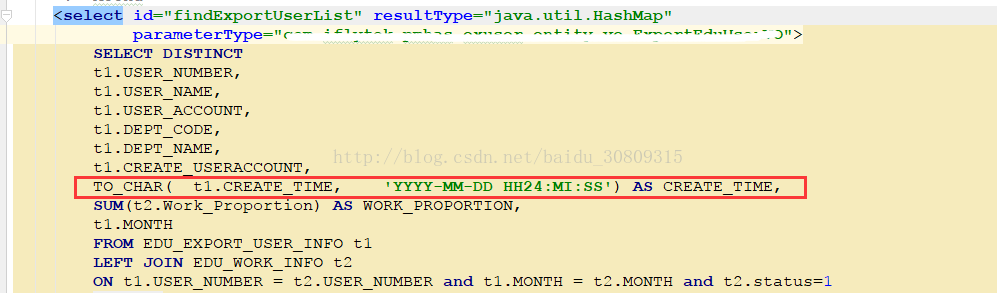 <select id="findExportUserList" resultType="java.util.HashMap"
parameterType=" ">
SELECT DISTINCT
t1.USER_NUMBER,
t1.USER_NAME,
t1.USER_ACCOUNT,
t1.DEPT_CODE,
t1.DEPT_NAME,
t1.CREATE_USERACCOUNT,
http://blog.csdn.net/baidu_30809315
TO_CHAR( t1.CREATE_TIME, 'YYYY-MM-DD HH24:MI:SS') AS CREATE_TIME,
SUM(t2.Work_Proportion) AS WORK_PROPORTION,
t1.MONTH
FROM EDU_EXPORT_USER_INFO t1
LEFT JOIN EDU_WORK_INFO t2
ON t1.USER_NUMBER = t2.USER_NUMBER and t1.MONTH = t2.MONTH and t2.status=1